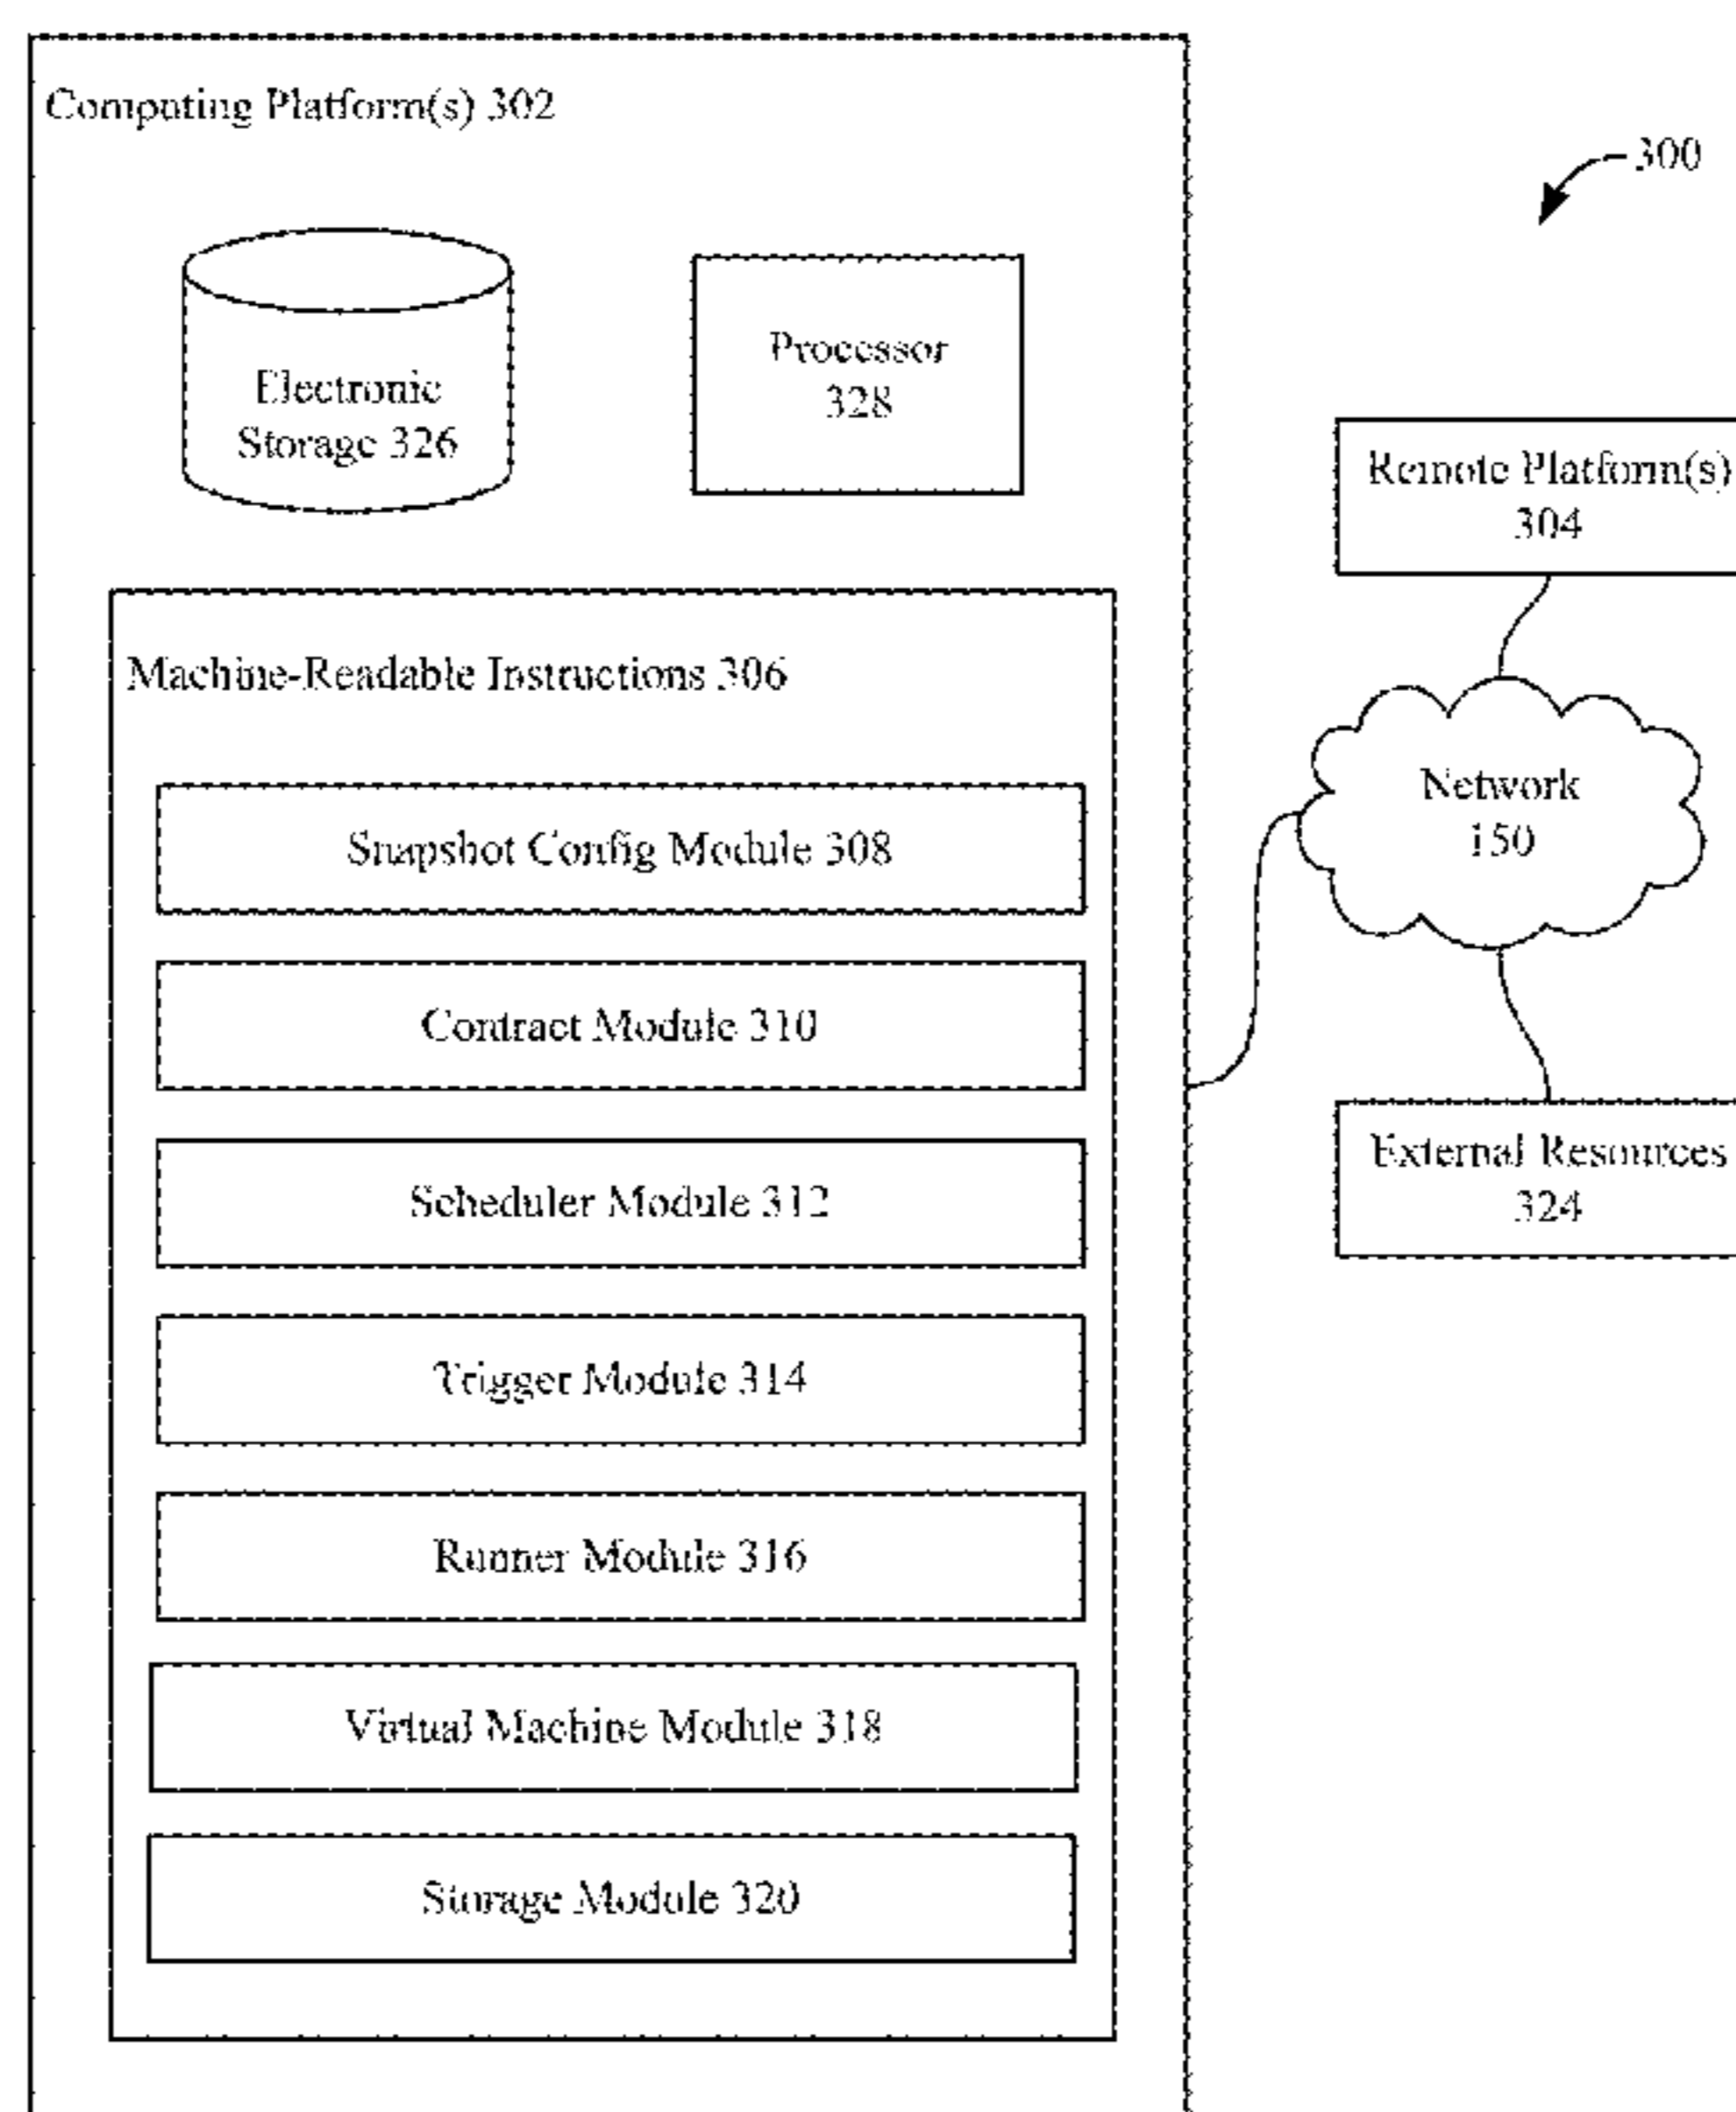 Computing Platform(s) 302
300
Electronic
Storage 326
Processor
328
Remote Platform(s)
304
Machine-Readable Instructions 306
Network
150
Snapshot Config Module 308
Contract Module 310
Scheduler Module 312
External Resources
324
Trigger Module 314
Runner Module 316
Virtual Machine Module 318
Storage Module 320